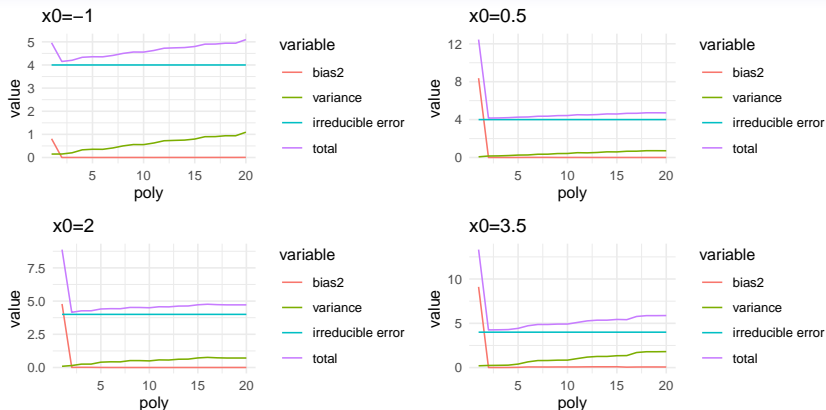 x0=−1
value
5
4
3
2
1
0
5
10
15
20
poly
variable
bias2
variance
irreducible error
total
x0=0.5
value
12
8
4
0
5
10
15
20
poly
variable
bias2
variance
irreducible error
total
x0=2
value
7.5
5.0
2.5
0.0
5
10
15
20
poly
variable
bias2
variance
irreducible error
total
x0=3.5
value
10
5
0
5
10
15
20
poly
variable
bias2
variance
irreducible error
total